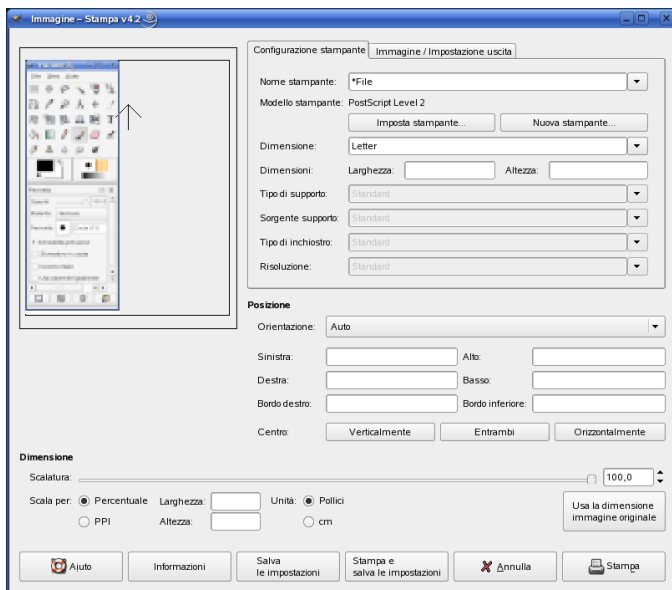 Immagine – Stampa v4.2
Configurazione stampante
Immagine / Impostazione uscita
Nome stampante: *File
Modello stampante: PostScript Level 2
Imposta stampante... Nuova stampante...
Dimensione: Letter
Dimensioni: Larghezza: Altezza:
Tipo di supporto: Standard
Sorgente supporto: Standard
Tipo di inchiostro: Standard
Risoluzione: Standard
Posizione
Orientazione: Auto
Sinistra: Alto:
Destra: Basso:
Bordo destro: Bordo inferiore:
Centro: Verticalmente Entrambi Orizzontalmente
Dimensione
Scalatura: 100,0
Scala per: Percentuale Larghezza: Unità: Pollici
PPI Altezza: cm
Usa la dimensione
immagine originale
Aiuto
Informazioni
Salva
le impostazioni
Stampa e
salva le impostazioni
Annulla
Stampa